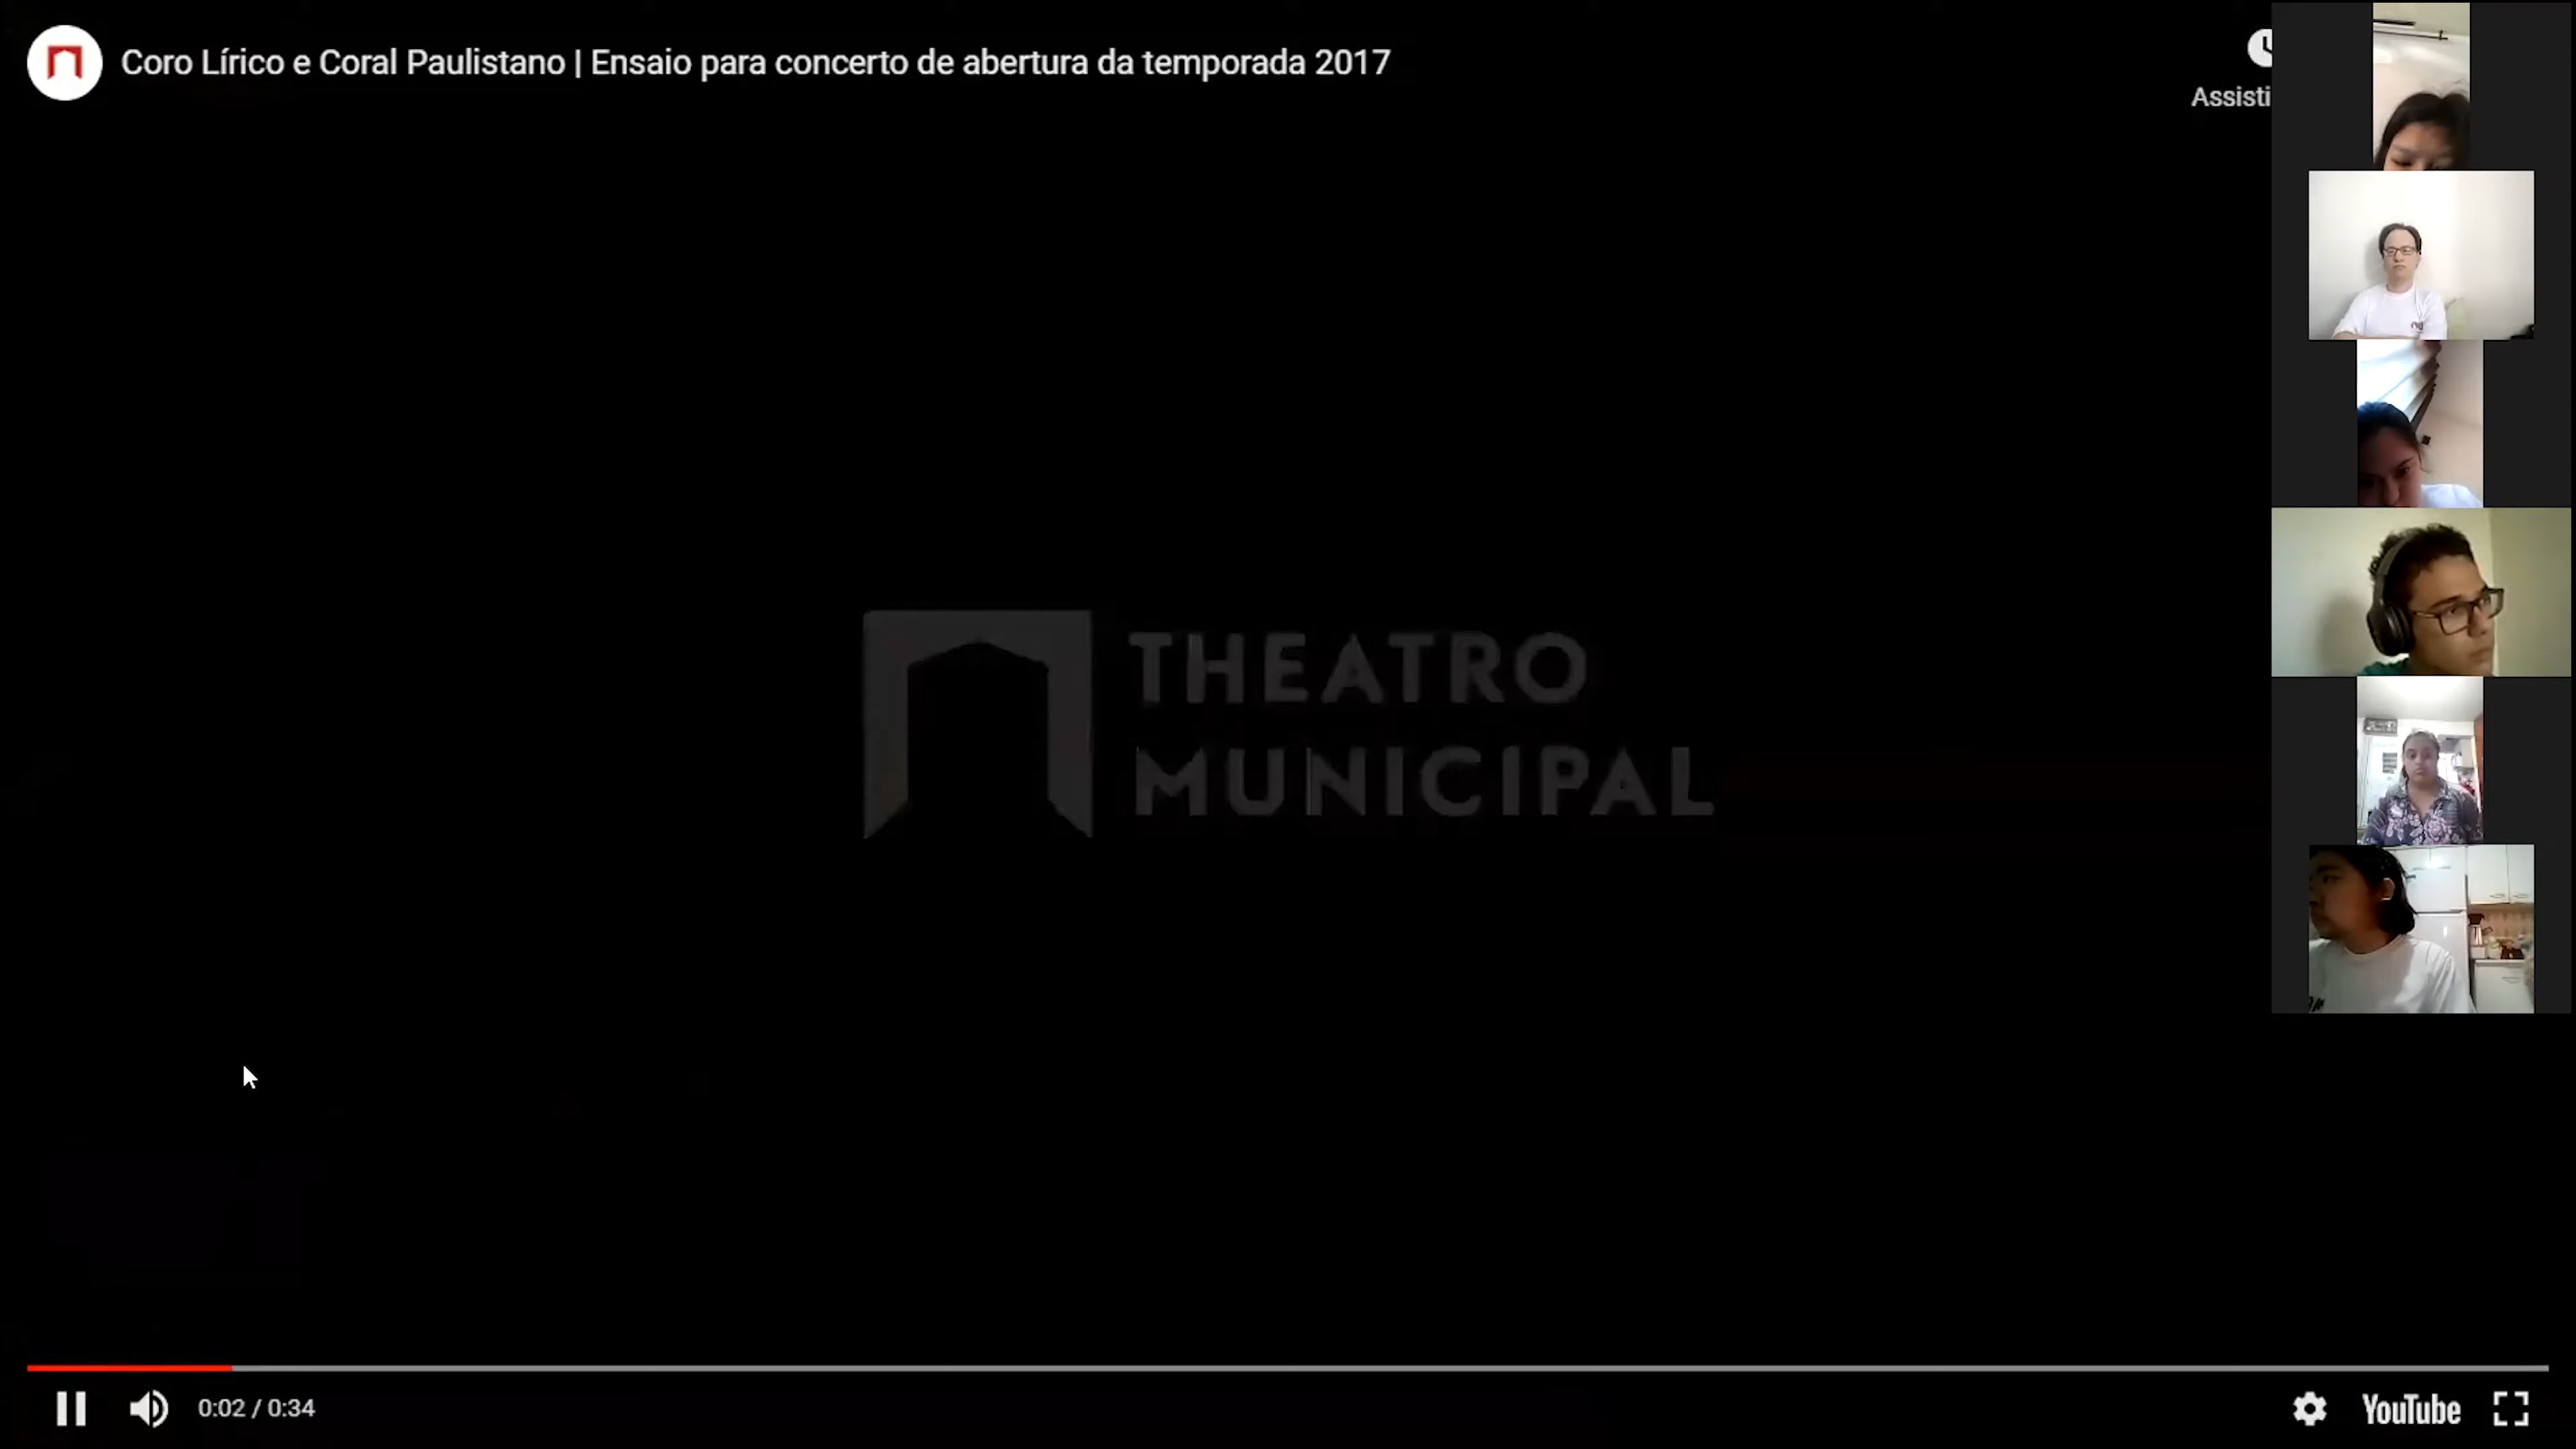 Coro Lírico e Coral Paulistano | Ensaio para concerto de abertura da temporada 2017
Assisti
THEATRO
MUNICIPAL
0:02 / 0:34
YouTube